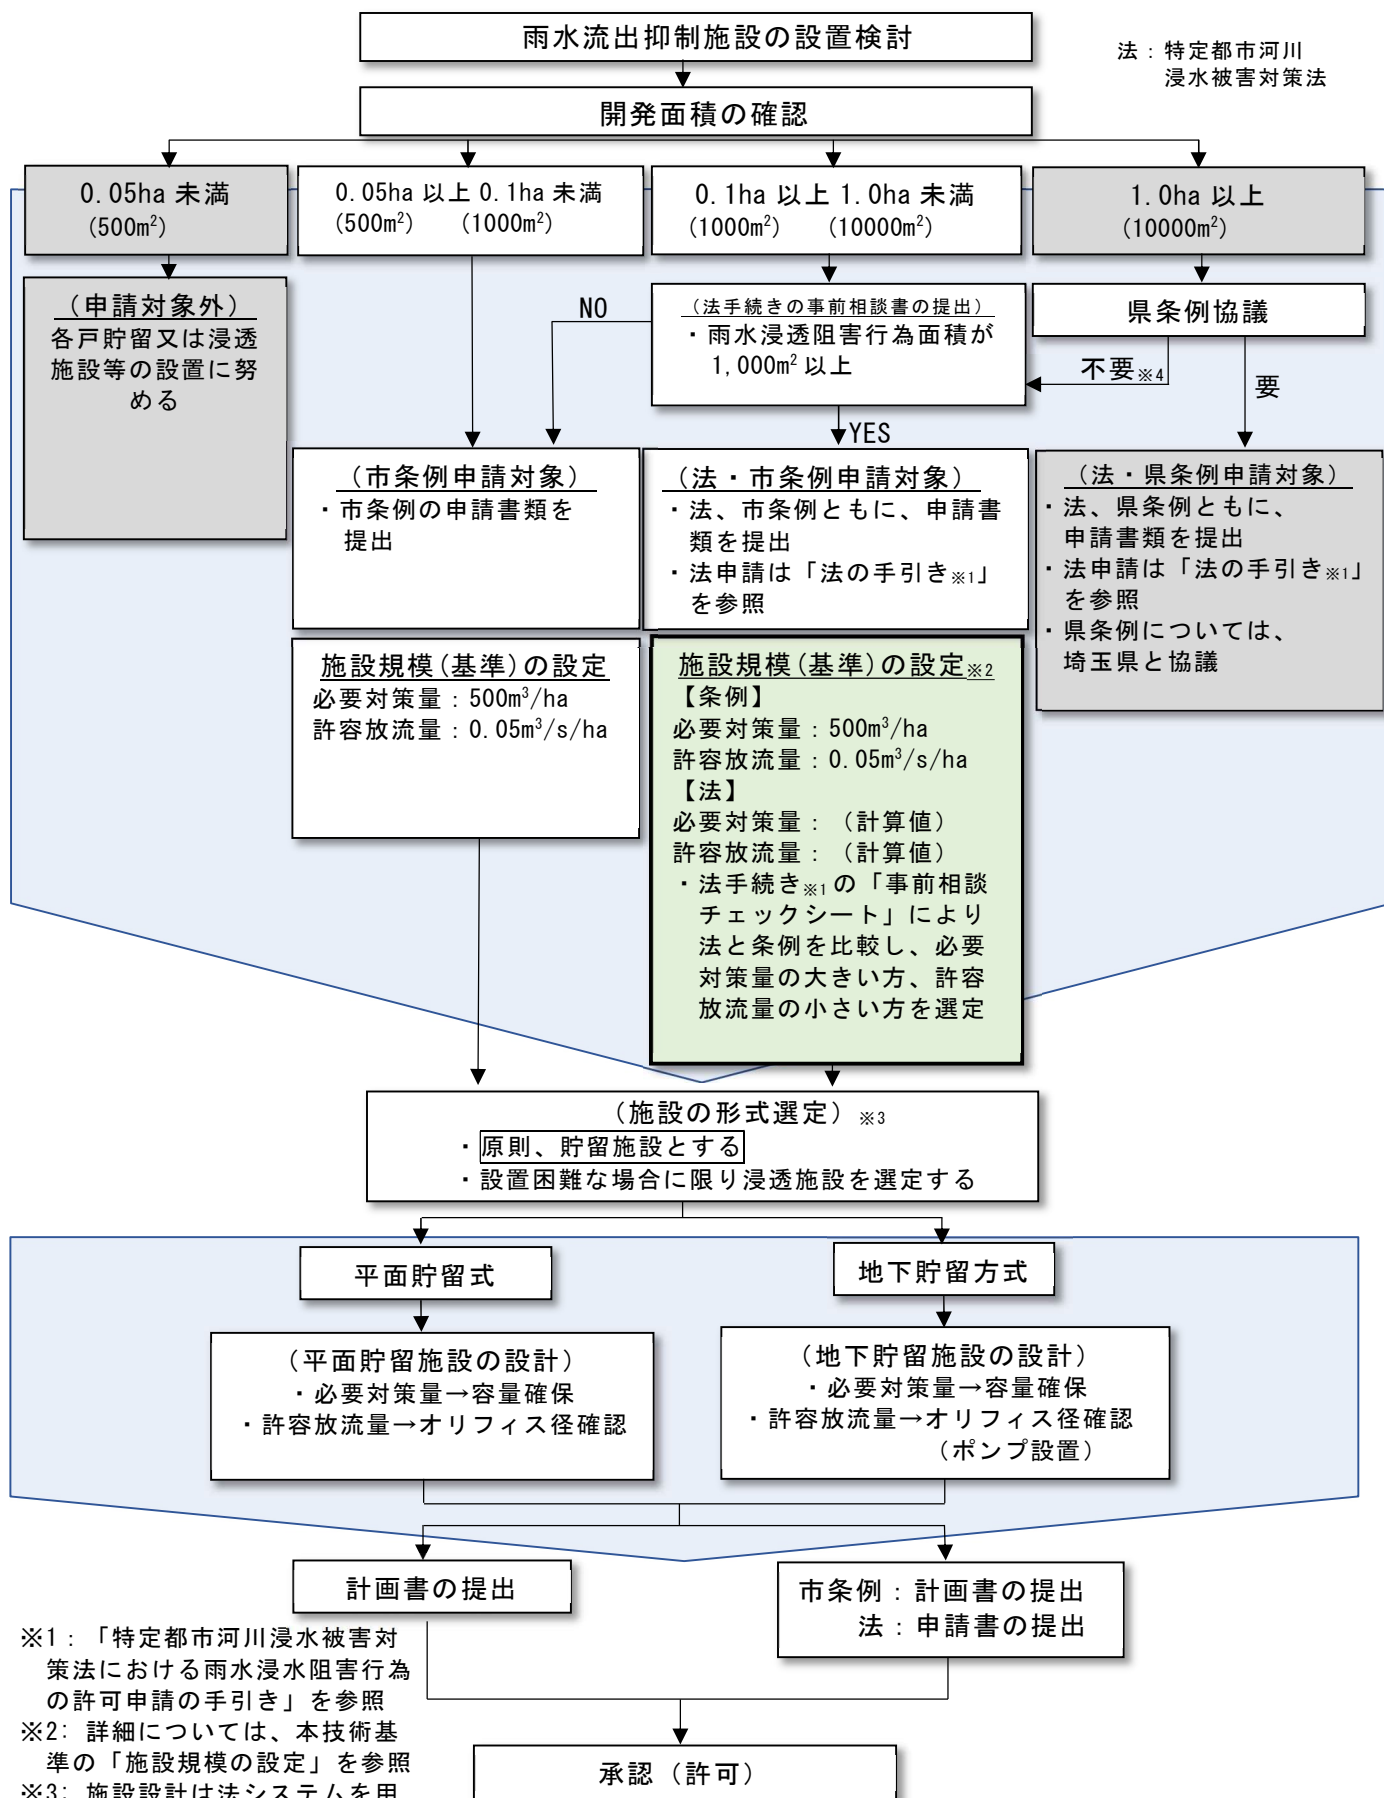 雨水流出抑制施設の設置検討
法：特定都市河川
浸水被害対策法
開発面積の確認
0.05ha 未満
(500m²)
0.05ha 以上 0.1ha 未満
(500m²) (1000m²)
0.1ha 以上 1.0ha 未満
(1000m²) (10000m²)
1.0ha 以上
(10000m²)
（申請対象外）
各戸貯留又は浸透
施設等の設置に努
める
NO
（法手続きの事前相談書の提出）
・雨水浸透阻害行為面積が
1,000m² 以上
県条例協議
不要※4
要
YES
（市条例申請対象）
・市条例の申請書類を
提出
（法・市条例申請対象）
・法、市条例ともに、申請書
類を提出
・法申請は「法の手引き※1」
を参照
（法・県条例申請対象）
・法、県条例ともに、
申請書類を提出
・法申請は「法の手引き※1」
を参照
・県条例については、
埼玉県と協議
施設規模(基準)の設定
必要対策量：500m³/ha
許容放流量：0.05m³/s/ha
施設規模(基準)の設定※2
【条例】
必要対策量：500m³/ha
許容放流量：0.05m³/s/ha
【法】
必要対策量：（計算値）
許容放流量：（計算値）
・法手続き※1の「事前相談
チェックシート」により
法と条例を比較し、必要
対策量の大きい方、許容
放流量の小さい方を選定
（施設の形式選定）※3
・原則、貯留施設とする
・設置困難な場合に限り浸透施設を選定する
平面貯留式
地下貯留方式
（平面貯留施設の設計）
・必要対策量→容量確保
・許容放流量→オリフィス径確認
（地下貯留施設の設計）
・必要対策量→容量確保
・許容放流量→オリフィス径確認
（ポンプ設置）
計画書の提出
市条例：計画書の提出
法：申請書の提出
※1：「特定都市河川浸水被害対
策法における雨水浸水阻害行為
の許可申請の手引き」を参照
※2: 詳細については、本技術基
準の「施設規模の設定」を参照
※3: 施設設計は法システムを用
承認（許可）